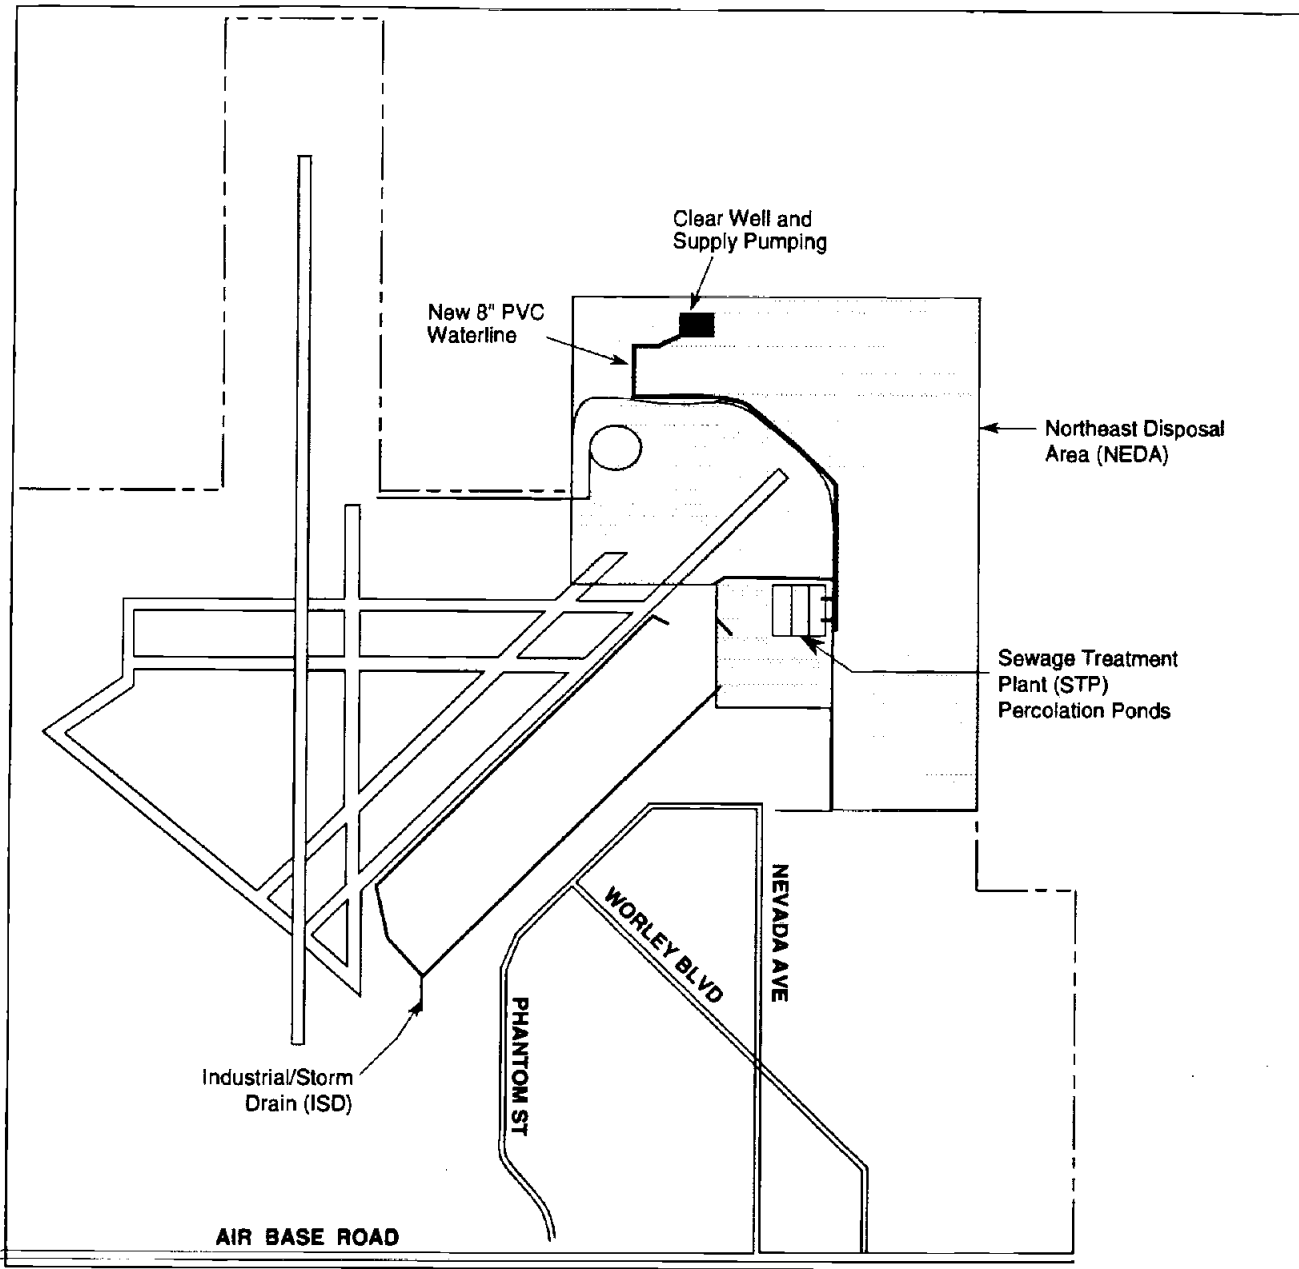 Clear Well and
Supply Pumping
New 8" PVC
Waterline
Northeast Disposal
Area (NEDA)
Sewage Treatment
Plant (STP)
Percolation Ponds
NEVADA AVE
WORLEY BLVD
PHANTOM ST
Industrial/Storm
Drain (ISD)
AIR BASE ROAD